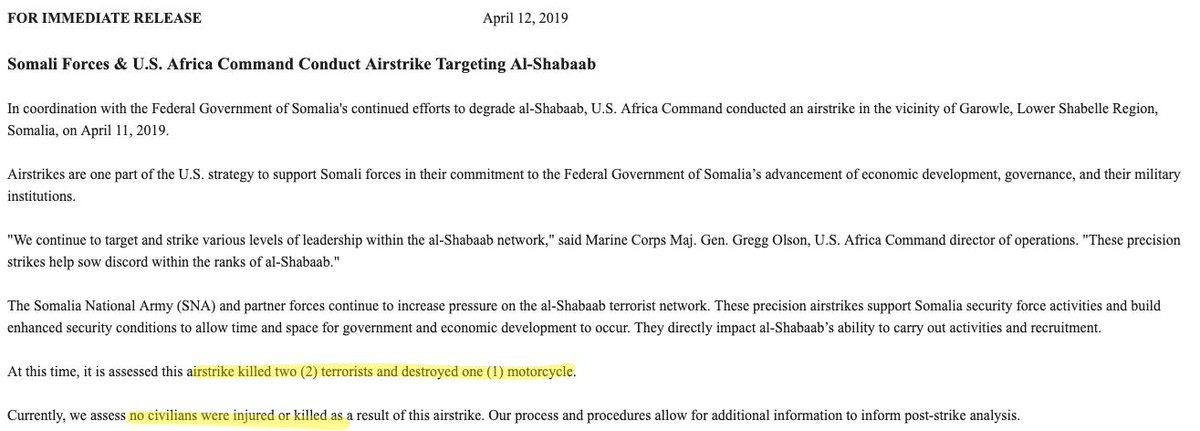 FOR IMMEDIATE RELEASE April 12, 2019
Somali Forces & U.S. Africa Command Conduct Airstrike Targeting Al-Shabaab
In coordination with the Federal Government of Somalia's continued efforts to degrade al-Shabaab, U.S. Africa Command conducted an airstrike in the vicinity of Garowle, Lower Shabelle Region,
Somalia, on April 11, 2019.
Airstrikes are one part of the U.S. strategy to support Somali forces in their commitment to the Federal Government of Somalia’s advancement of economic development, governance, and their military
institutions.
"We continue to target and strike various levels of leadership within the al-Shabaab network," said Marine Corps Maj. Gen. Gregg Olson, U.S. Africa Command director of operations. "These precision
strikes help sow discord within the ranks of al-Shabaab."
The Somalia National Army (SNA) and partner forces continue to increase pressure on the al-Shabaab terrorist network. These precision airstrikes support Somalia security force activities and build
enhanced security conditions to allow time and space for government and economic development to occur. They directly impact al-Shabaab’s ability to carry out activities and recruitment.
At this time, it is assessed this airstrike killed two (2) terrorists and destroyed one (1) motorcycle.
Currently, we assess no civilians were injured or killed as a result of this airstrike. Our process and procedures allow for additional information to inform post-strike analysis.